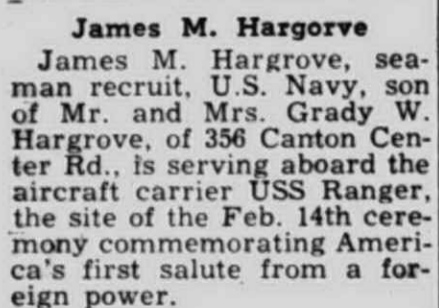 James M. Hargorve
James M. Hargrove, sea-
man recruit, U.S. Navy, son
of Mr. and Mrs. Grady W.
Hargrove, of 356 Canton Cen-
ter Rd., is serving aboard the
aircraft carrier USS Ranger,
the site of the Feb. 14th cere-
mony commemorating Ameri-
ca's first salute from a for-
eign power.